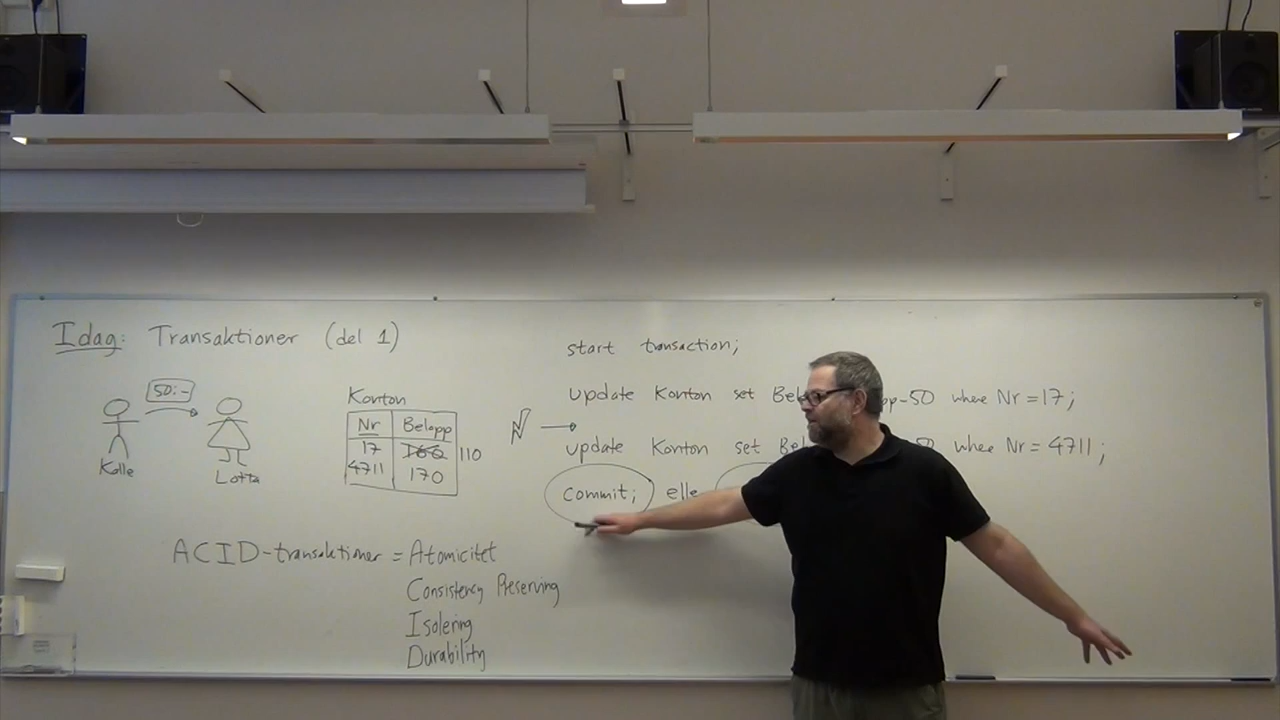 Idag: Transaktioner (del 1)
50:-
Kalle
Lotta
Konton
Nr Belopp
17 160 110
4711 170
ACID-transaktioner = Atomicitet
Consistency Preserving
Isolering
Durability
start transaction;
update Konton set Bel pp-50 where Nr = 17;
update Konton set Bel 50 where Nr = 4711;
commit; elle